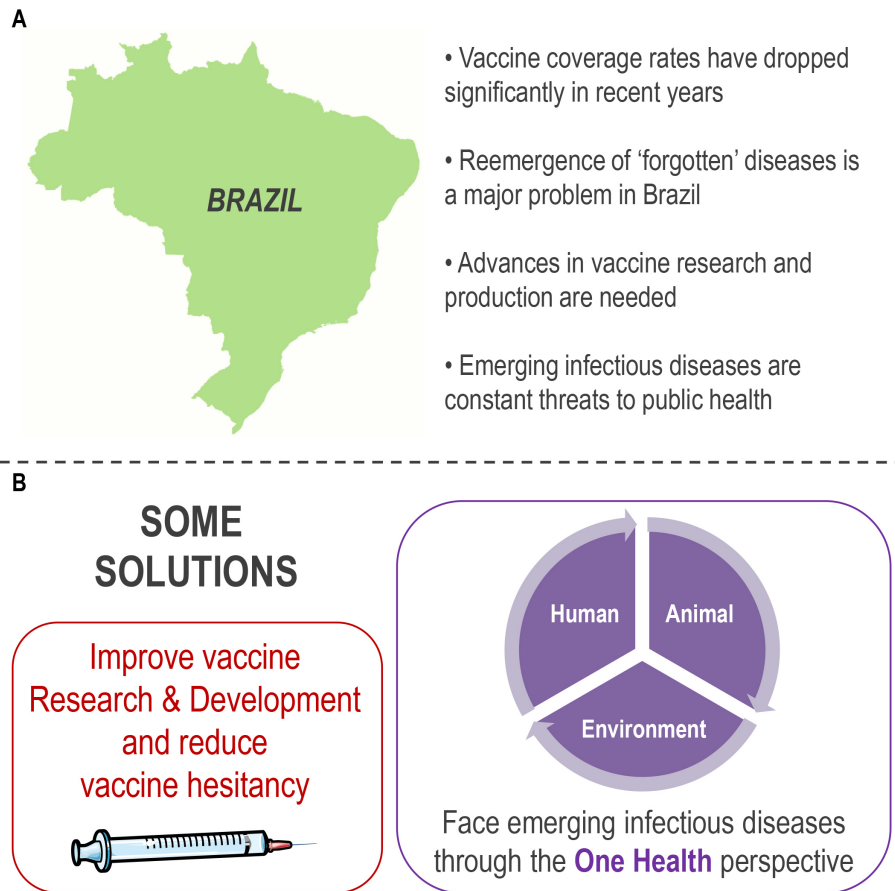 A
BRAZIL
• Vaccine coverage rates have dropped
significantly in recent years
• Reemergence of ‘forgotten’ diseases is
a major problem in Brazil
• Advances in vaccine research and
production are needed
• Emerging infectious diseases are
constant threats to public health
B
SOME
SOLUTIONS
Improve vaccine
Research & Development
and reduce
vaccine hesitancy
Human
Animal
Environment
Face emerging infectious diseases
through the One Health perspective